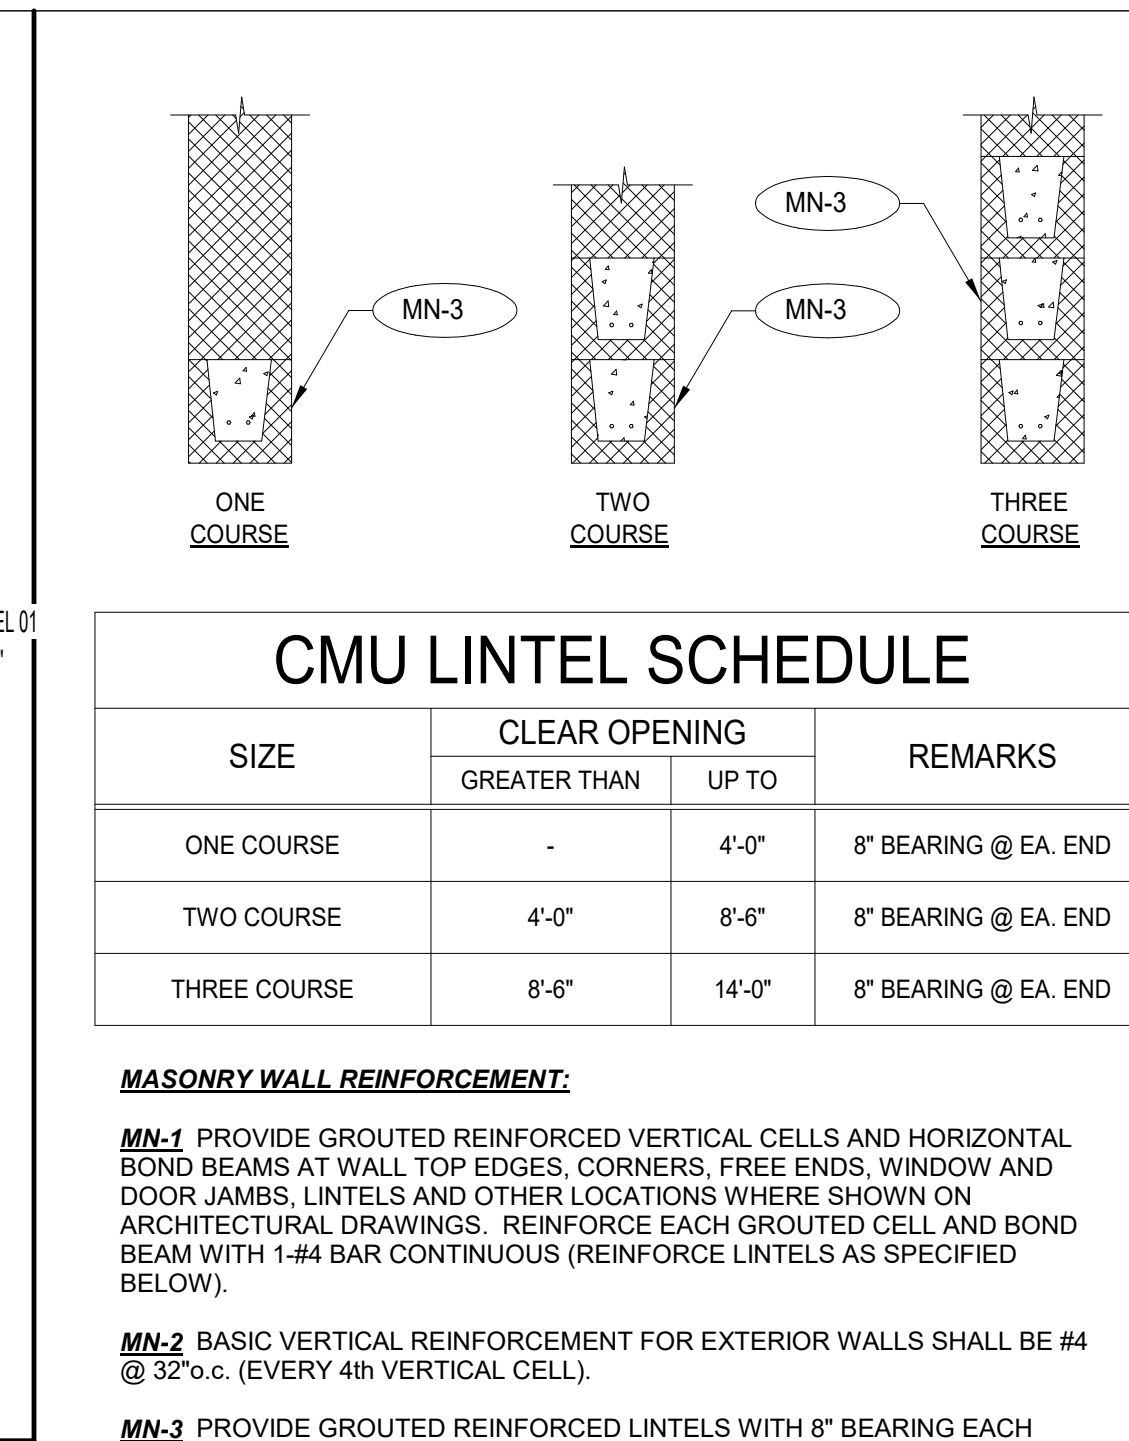 MN-3
MN-3
MN-3
ONE
COURSE
TWO
COURSE
THREE
COURSE
EL 01
"
CMU LINTEL SCHEDULE
SIZE
CLEAR OPENING
REMARKS
GREATER THAN
UP TO
ONE COURSE - 4'-0" 8" BEARING @ EA. END
TWO COURSE 4'-0" 8'-6" 8" BEARING @ EA. END
THREE COURSE 8'-6" 14'-0" 8" BEARING @ EA. END
MASONRY WALL REINFORCEMENT:
MN-1 PROVIDE GROUTED REINFORCED VERTICAL CELLS AND HORIZONTAL
BOND BEAMS AT WALL TOP EDGES, CORNERS, FREE ENDS, WINDOW AND
DOOR JAMBS, LINTELS AND OTHER LOCATIONS WHERE SHOWN ON
ARCHITECTURAL DRAWINGS. REINFORCE EACH GROUTED CELL AND BOND
BEAM WITH 1-#4 BAR CONTINUOUS (REINFORCE LINTELS AS SPECIFIED
BELOW).
MN-2 BASIC VERTICAL REINFORCEMENT FOR EXTERIOR WALLS SHALL BE #4
@ 32"o.c. (EVERY 4th VERTICAL CELL).
MN-3 PROVIDE GROUTED REINFORCED LINTELS WITH 8" BEARING EACH